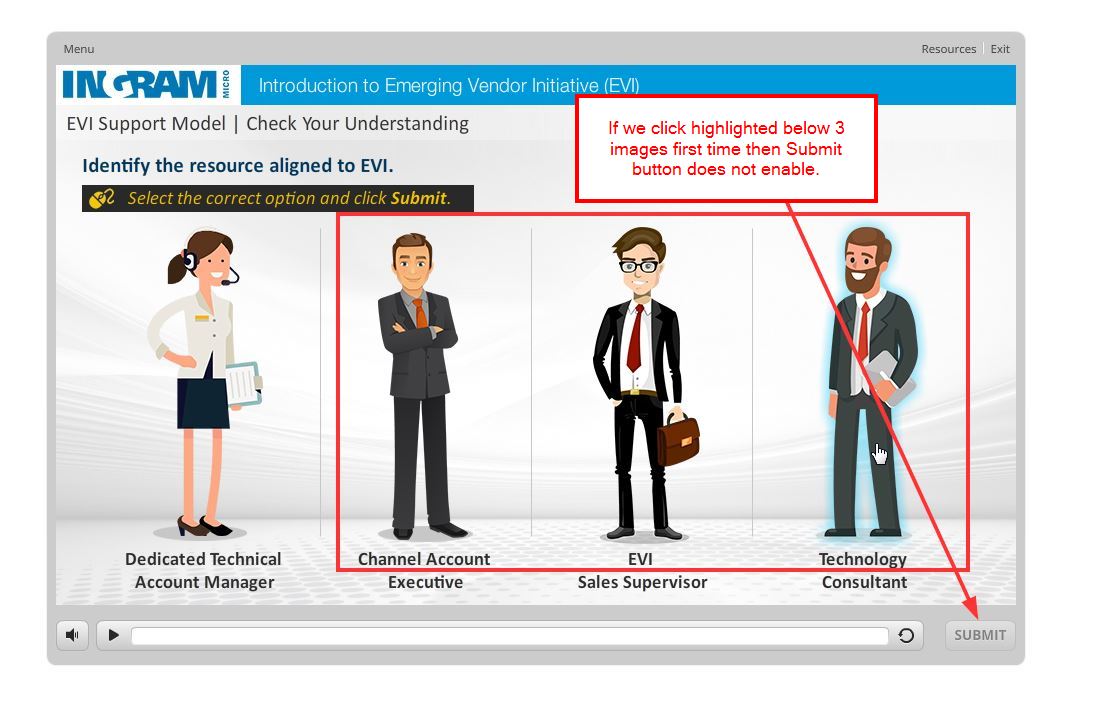 Menu
Resources
Exit
INGRAM MICRO
Introduction to Emerging Vendor Initiative (EVI)
EVI Support Model | Check Your Understanding
If we click highlighted below 3
images first time then Submit
button does not enable.
Identify the resource aligned to EVI.
Select the correct option and click Submit.
Dedicated Technical
Account Manager
Channel Account
Executive
EVI
Sales Supervisor
Technology
Consultant
SUBMIT